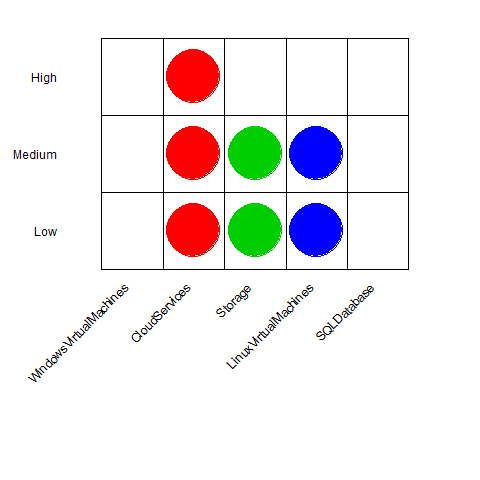 High
Medium
Low
WindowsVirtualMachines
CloudServices
Storage
LinuxVirtualMachines
SQLDatabase